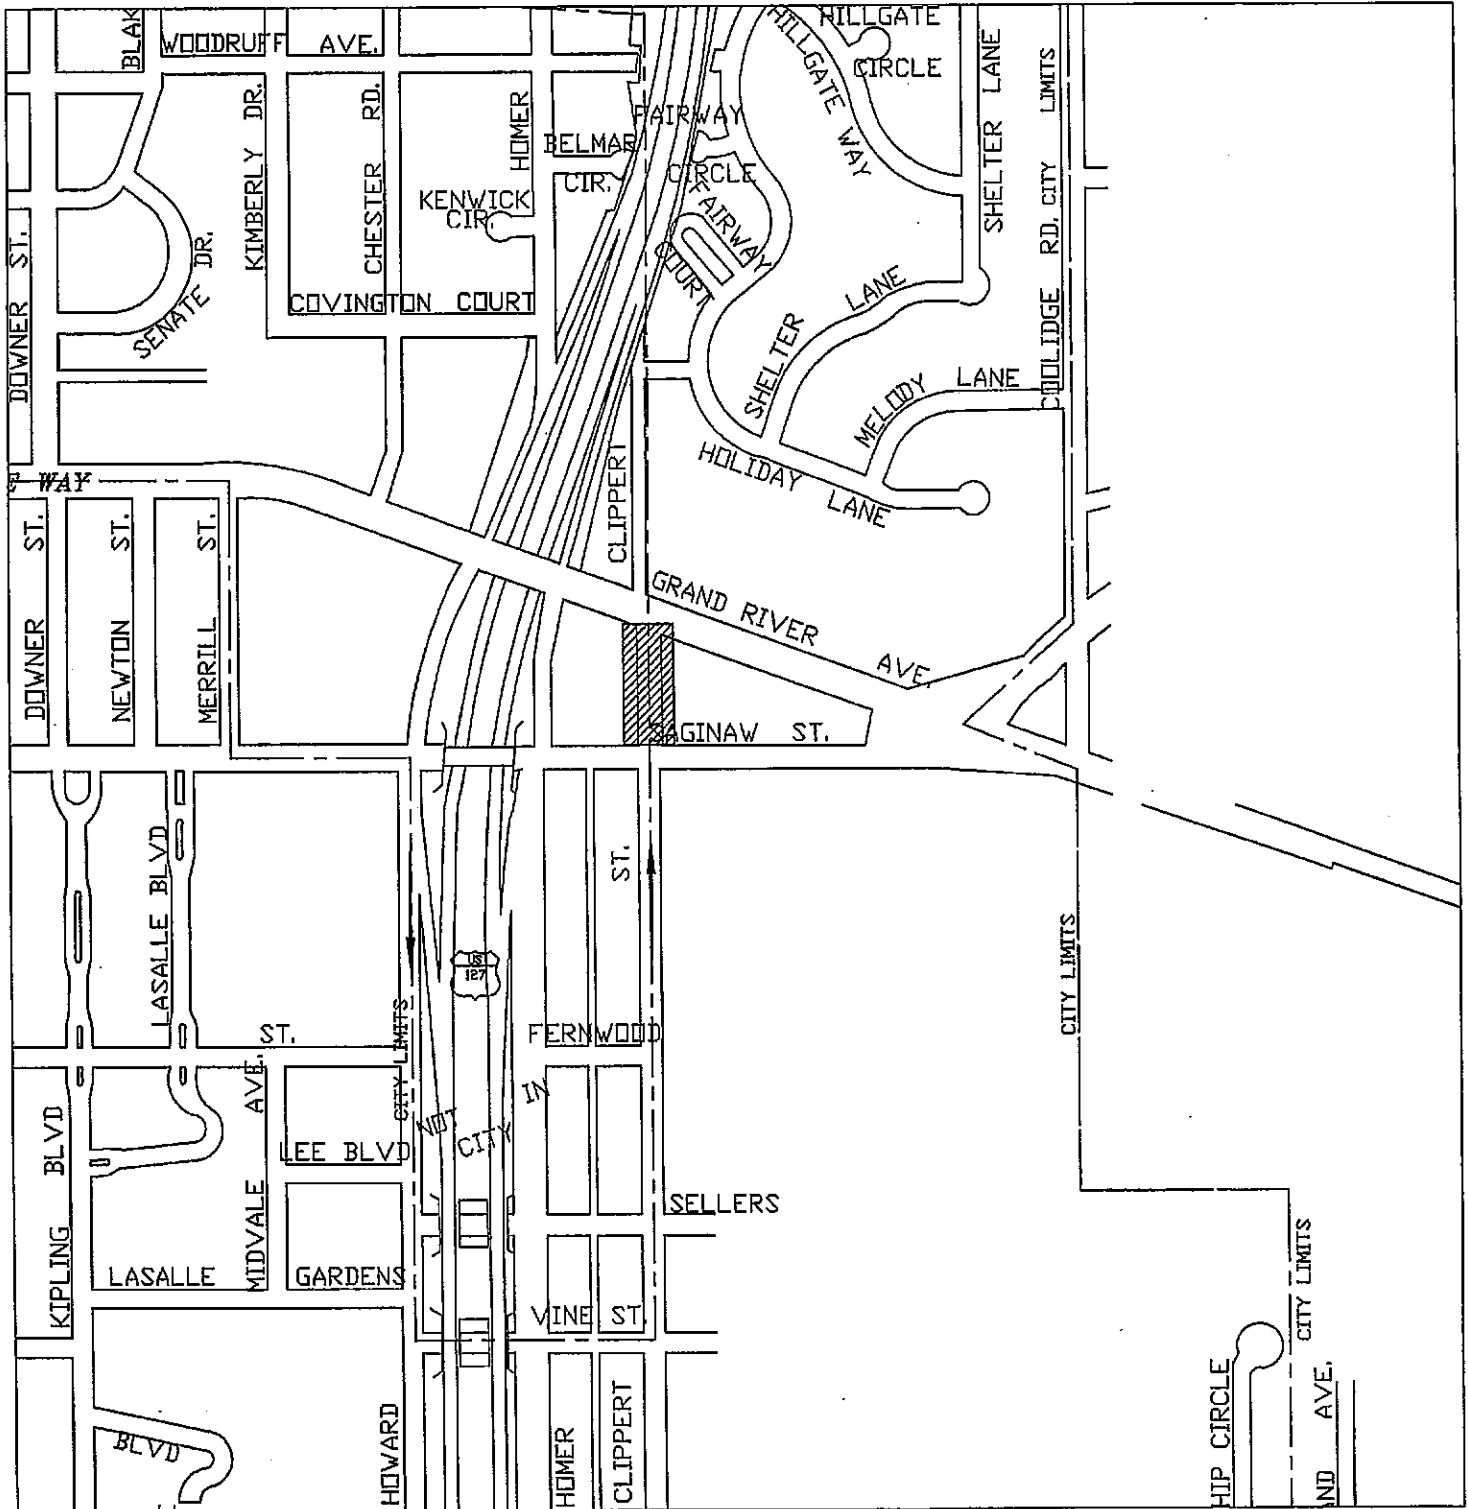 HILLGATE
CIRCLE
WOODRUFF AVE.
HILLGATE WAY
SHELTER LANE
CITY LIMITS
KIMBERLY DR.
CHESTER RD.
HOMER
FAIRWAY
CIRCLE
BELMAR
CIR.
KENWICK
CIR.
FAIRWAY
COURT
DOWNER ST.
SENATE DR.
COVINGTON COURT
SHELTER LANE
COOLIDGE RD.
MELODY LANE
HOLIDAY LANE
CLIPPERT
WAY
DOWNER ST.
NEWTON ST.
MERRILL ST.
GRAND RIVER AVE.
SAGINAW ST.
LASALLE BLVD
ST.
US
127
CITY LIMITS
CITY LIMITS
ST.
FERNWOOD
NOT IN
CITY
KIPLING BLVD
MIDVALE AVE.
LEE BLVD
SELLERS
LASALLE GARDENS
VINE ST.
CITY LIMITS
BLVD
HOWARD
HOMER
CLIPPERT
HIP CIRCLE
ND AVE.